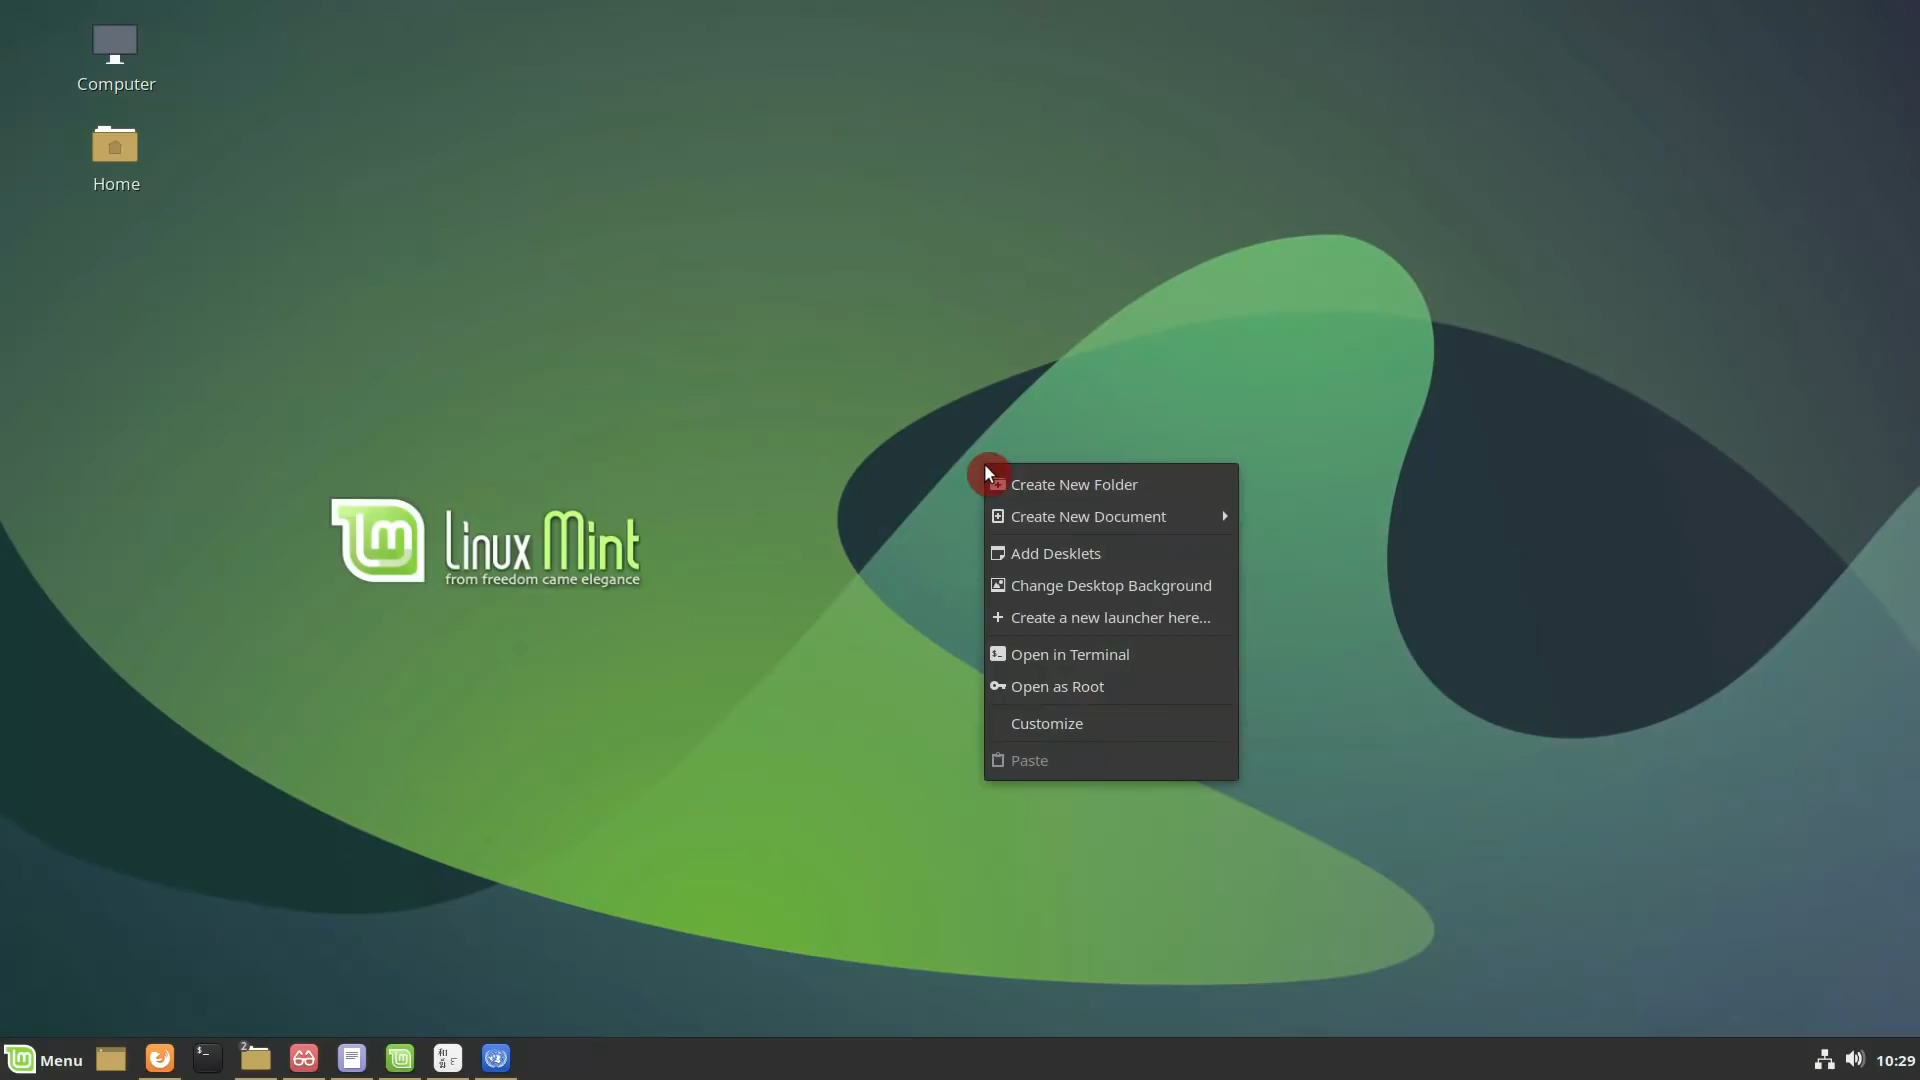 Computer
Home
Linux Mint
from freedom came elegance
Create New Folder
Create New Document
Add Desklets
Change Desktop Background
Create a new launcher here...
Open in Terminal
Open as Root
Customize
Paste
Menu
$_
2
10:29